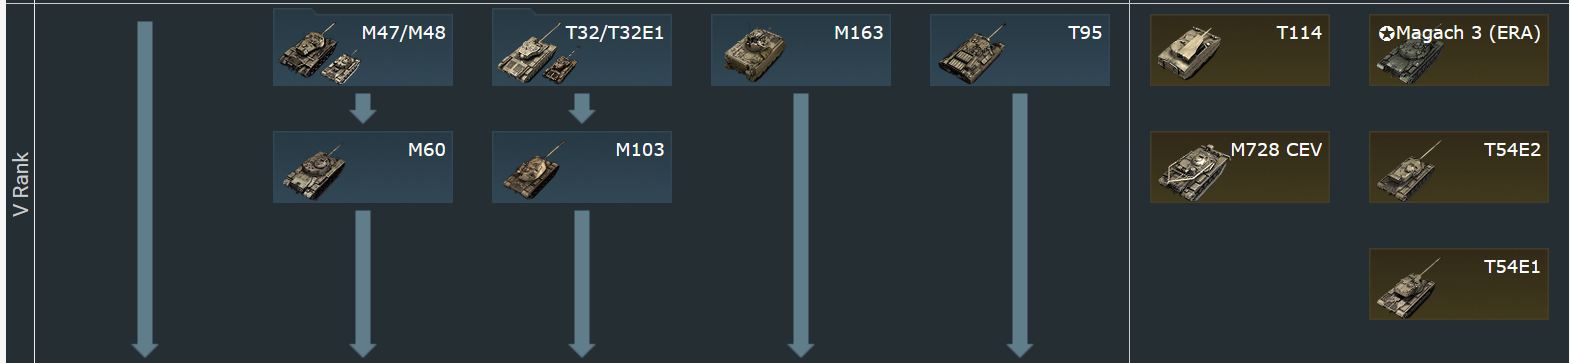 M47/M48
T32/T32E1
M163
T95
T114
✪Magach 3 (ERA)
V Rank
M60
M103
M728 CEV
T54E2
T54E1